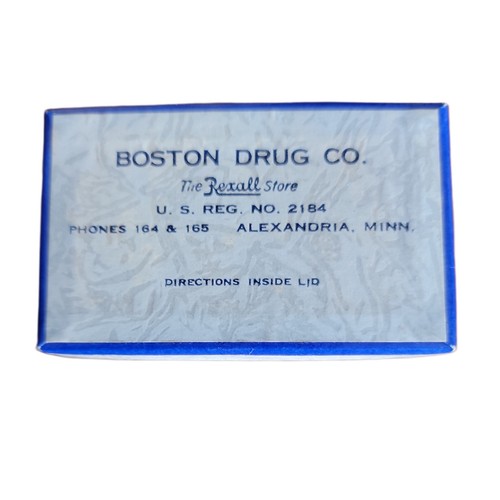 BOSTON DRUG CO.
The Rexall Store
U. S. REG. NO. 2184
PHONES 164 & 165 ALEXANDRIA, MINN.
DIRECTIONS INSIDE LID